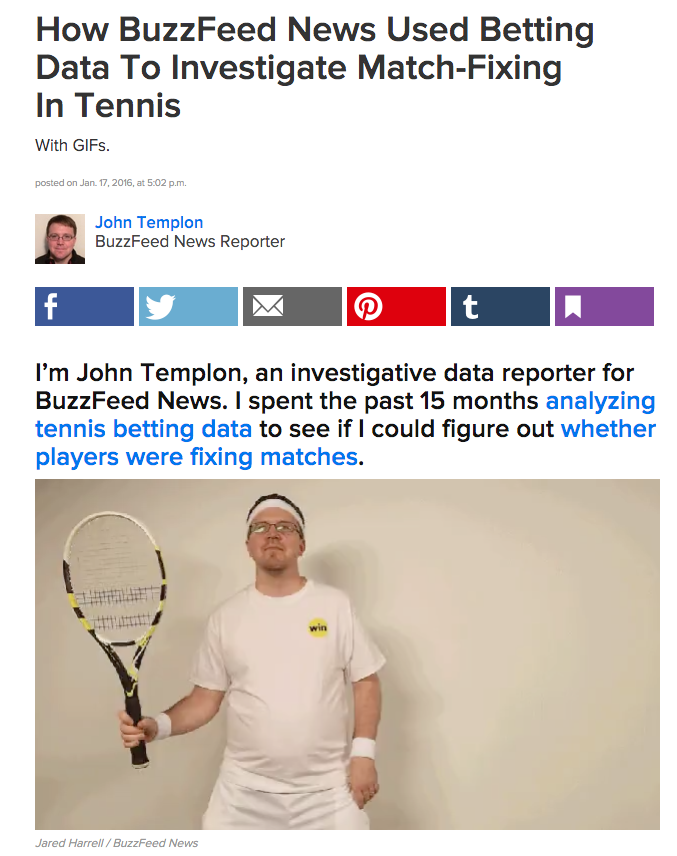 How BuzzFeed News Used Betting
Data To Investigate Match-Fixing
In Tennis
With GIFs.
posted on Jan. 17, 2016, at 5:02 p.m.
John Templon
BuzzFeed News Reporter
I’m John Templon, an investigative data reporter for
BuzzFeed News. I spent the past 15 months analyzing
tennis betting data to see if I could figure out whether
players were fixing matches.
win
Jared Harrell / BuzzFeed News